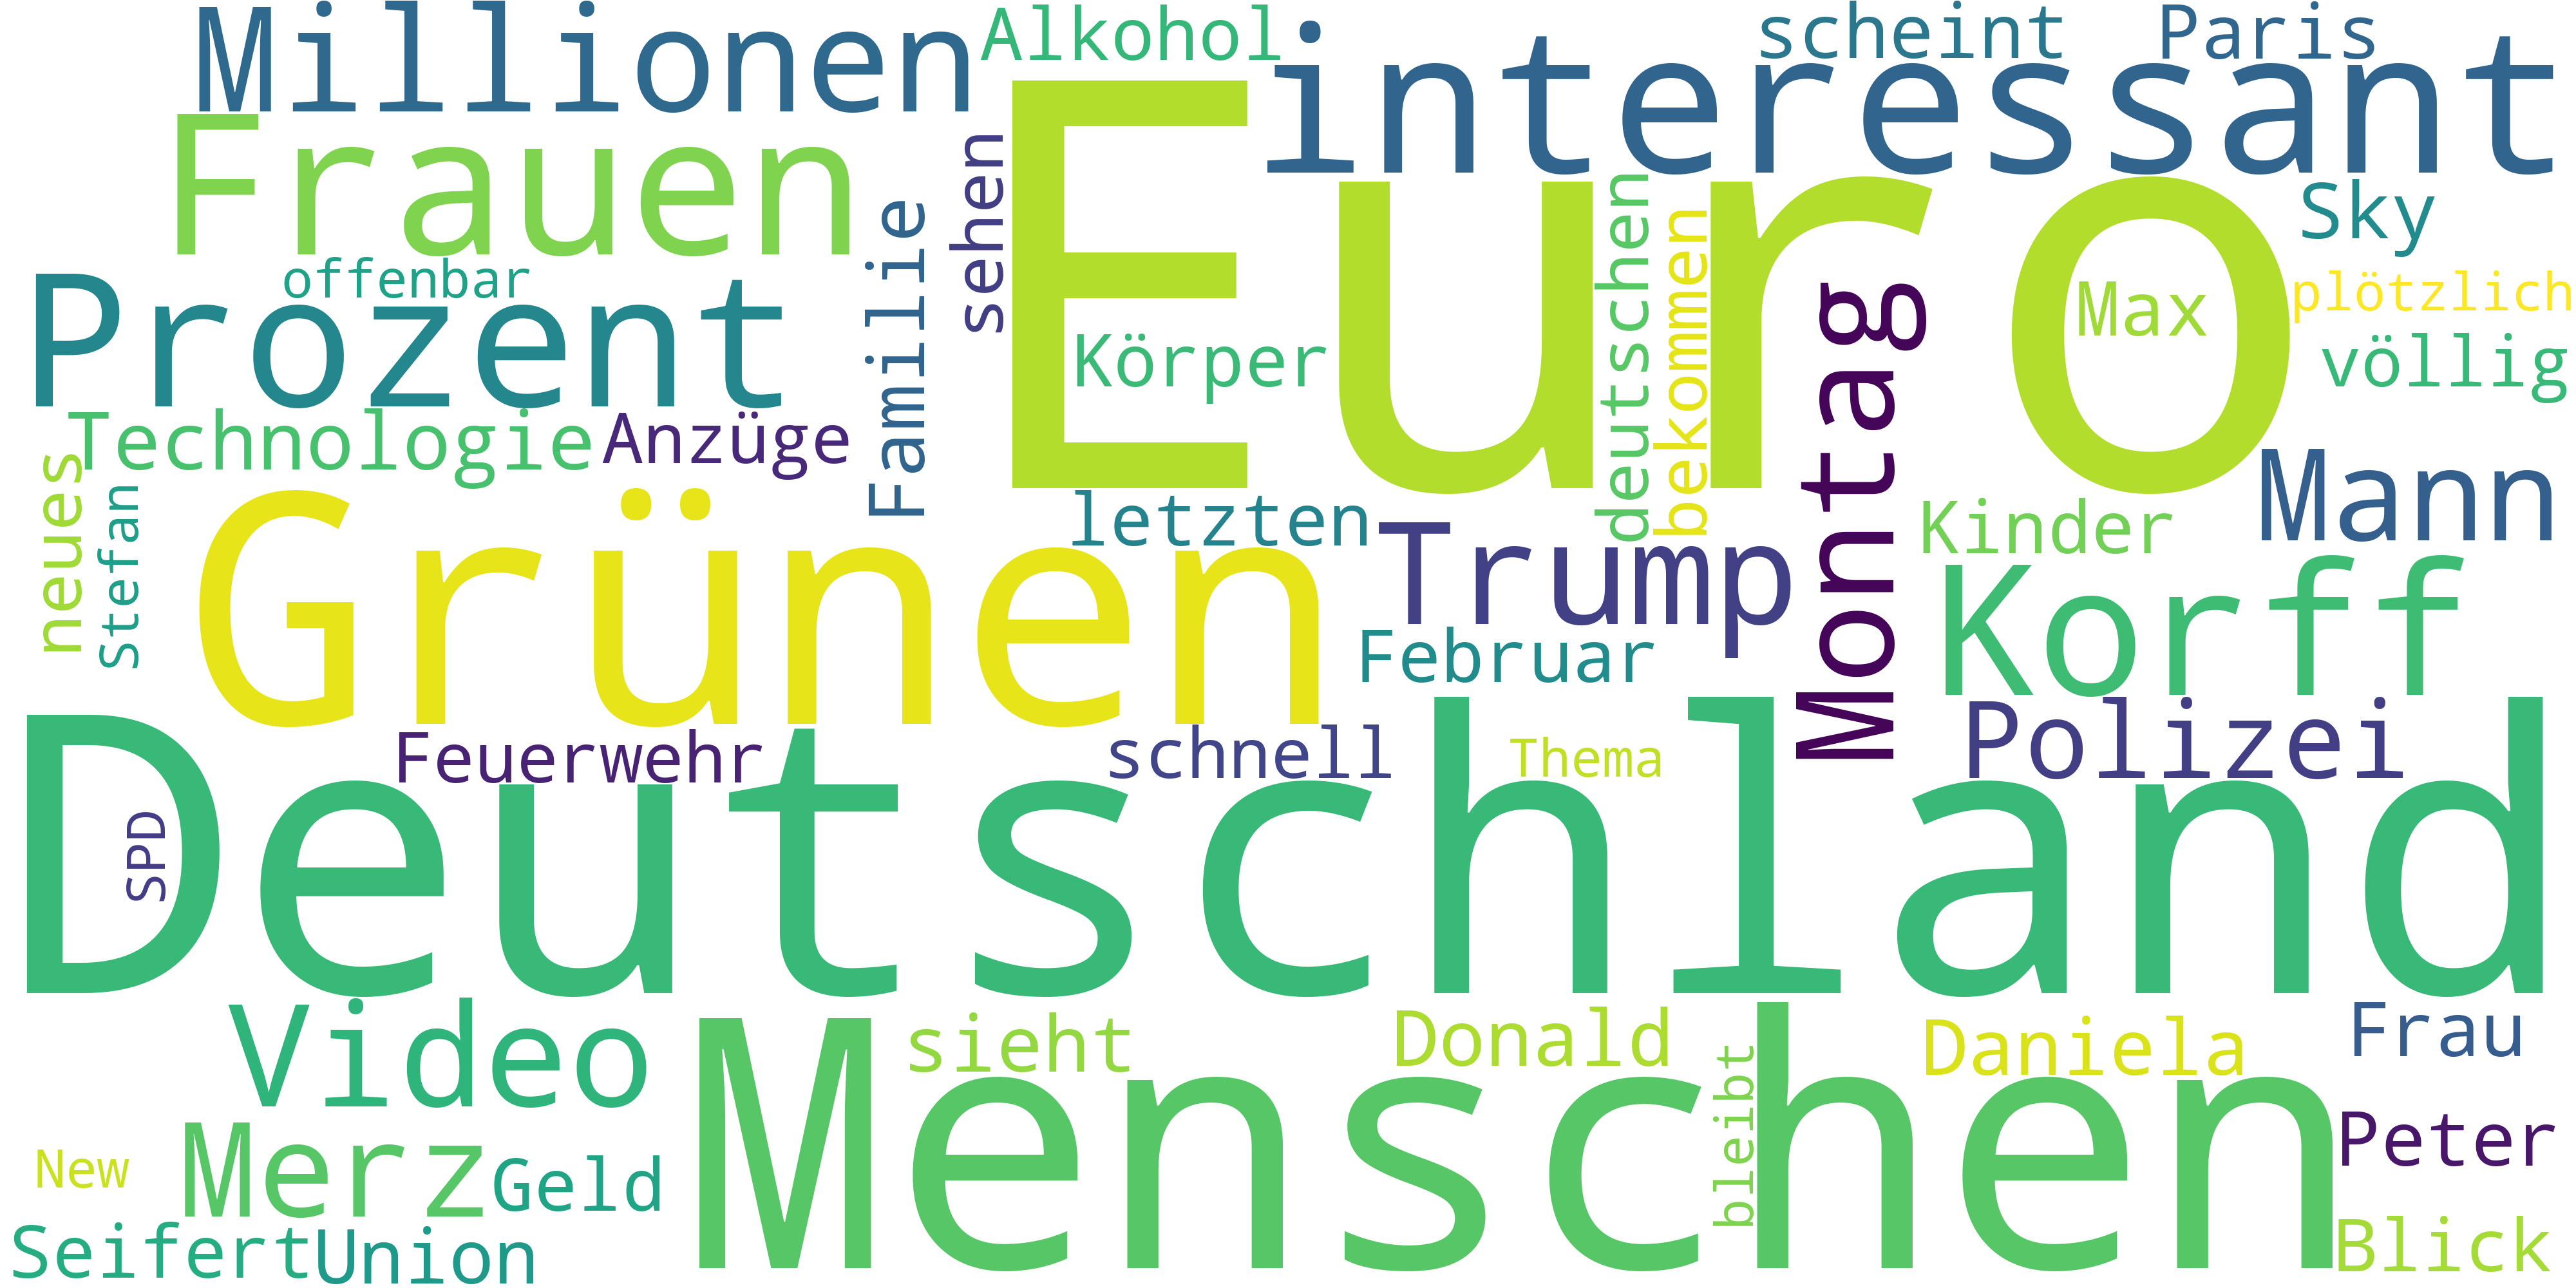 Millionen
Alkohol
interessant
scheint
Paris
Frauen
sehen
Euro
Sky
offenbar
Prozent
Familie
Körper
deutschen
bekommen
Montag
Max
plötzlich
völlig
Technologie
Anzüge
neues
Stefan
Grünen
letzten
Trump
Kinder
Mann
Februar
Korff
Feuerwehr
schnell
Thema
Polizei
SPD
Deutschland
Video
sieht
Donald
bleibt
Daniela
Frau
Menschen
New
Merz
Geld
Peter
Seifert
Union
Blick